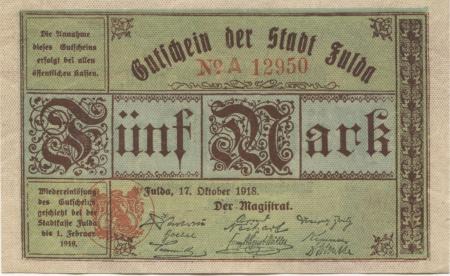 Die Annahme
dieses Gutscheins
erfolgt bei allen
öffentlichen Kassen.
Gutschein der Stadt Fulda
No A 12950
Fünf Mark
Wiedereinlösung
des Gutscheins
geschieht bei der
Stadtkasse Fulda
bis 1. Februar
1919.
Fulda, 17. Oktober 1918.
Der Magistrat.